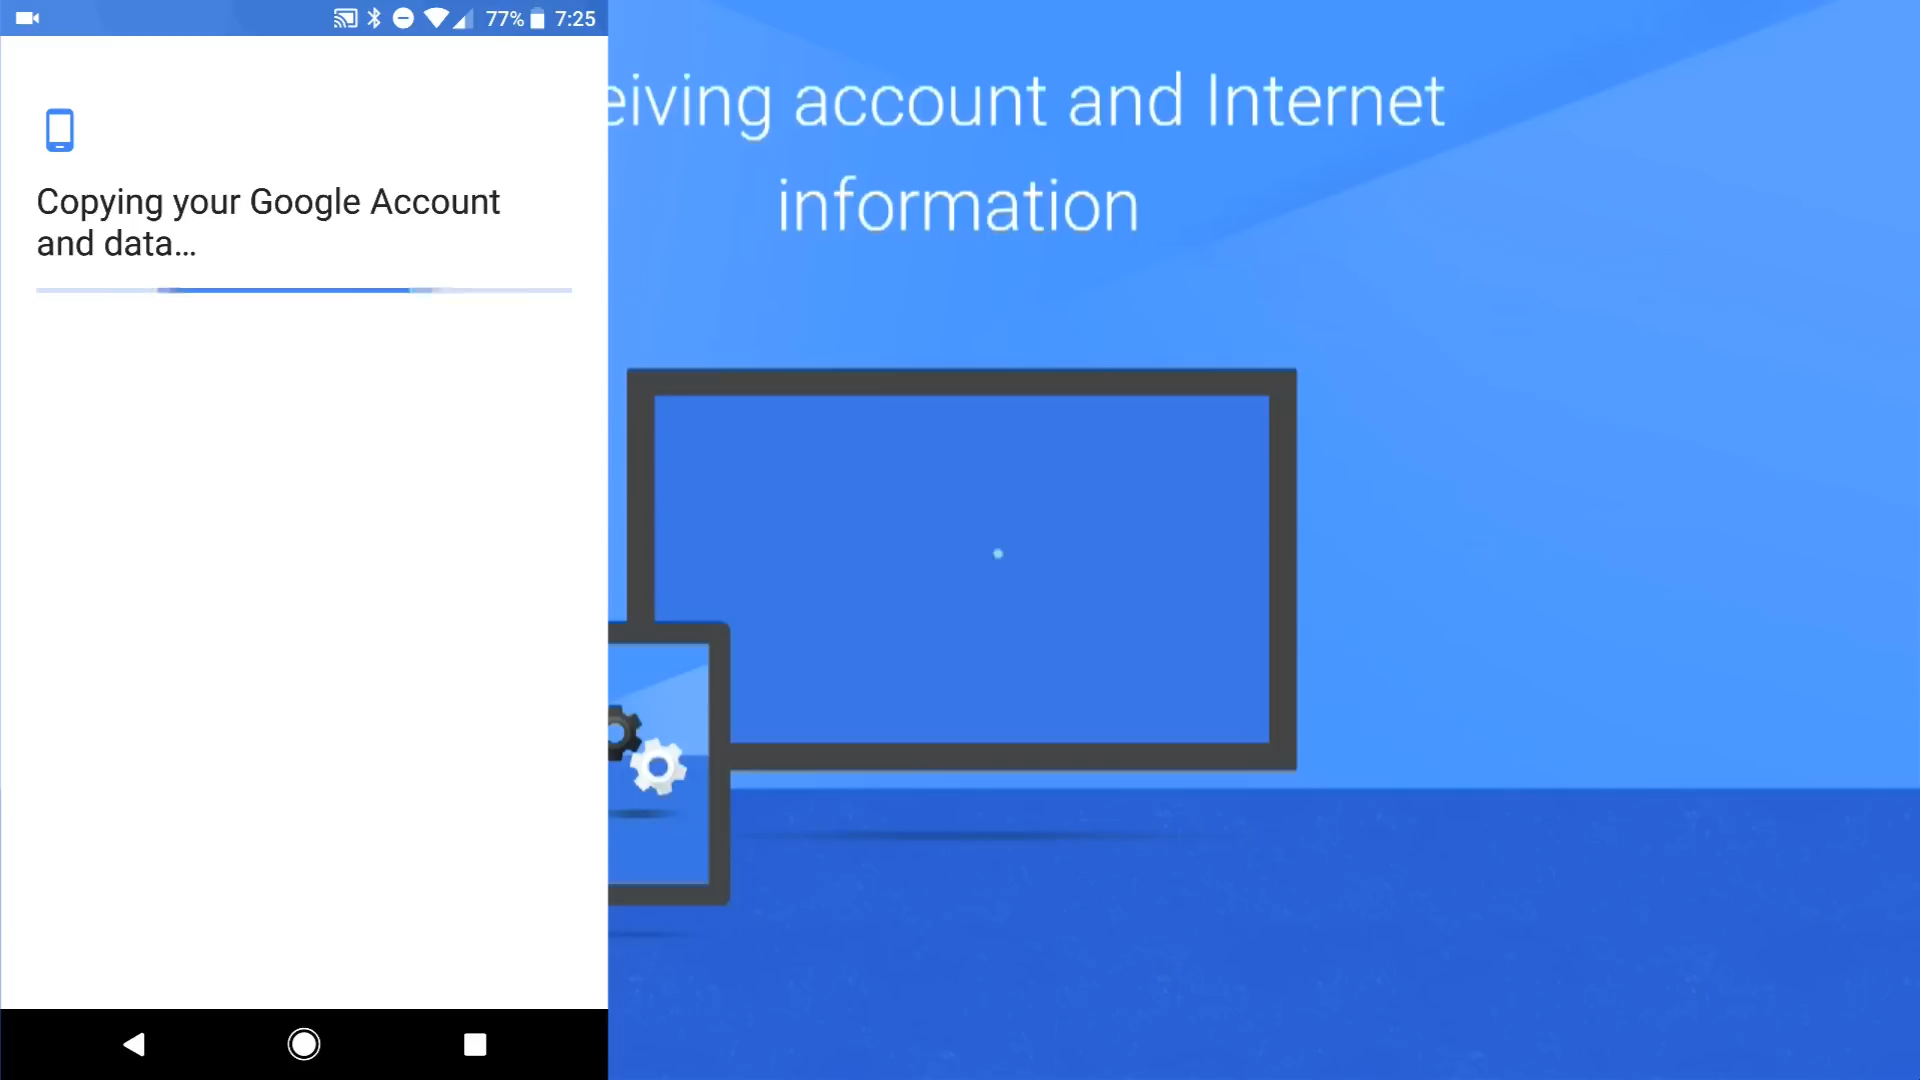 77% 7:25
Copying your Google Account
and data...
eiving account and Internet
information